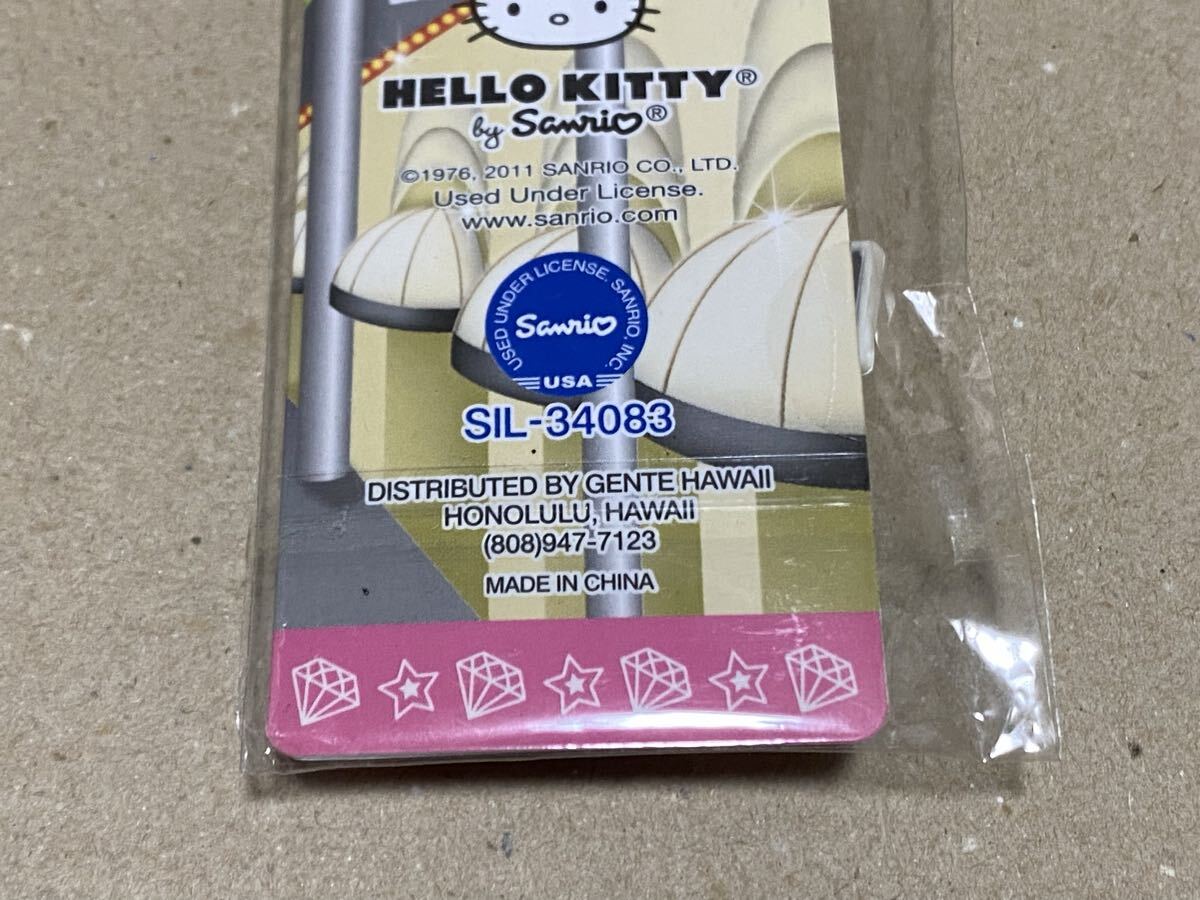 HELLO KITTY®
by Sanrio®
©1976, 2011 SANRIO CO., LTD.
Used Under License.
www.sanrio.com
USED UNDER LICENSE. SANRIO, INC.
Sanrio
USA
SIL-34083
DISTRIBUTED BY GENTE HAWAII
HONOLULU, HAWAII
(808)947-7123
MADE IN CHINA